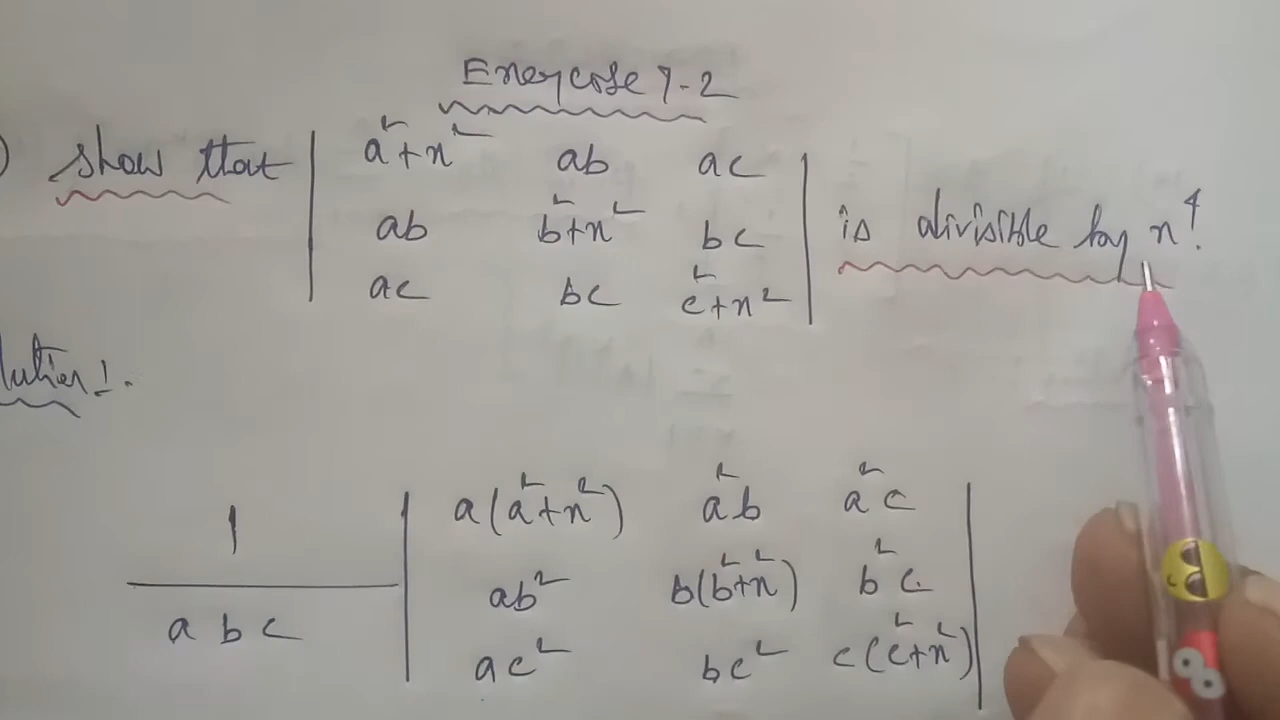 Exercise 7.2
) show that | a²+x² ab ac |
| ab b²+x² bc | is divisible by x⁴.
| ac bc c²+x² |
lution :-
1 | a(a²+x²) a²b a²c |
——— | ab² b(b²+x²) b²c |
abc | ac² bc² c(c²+x²) |